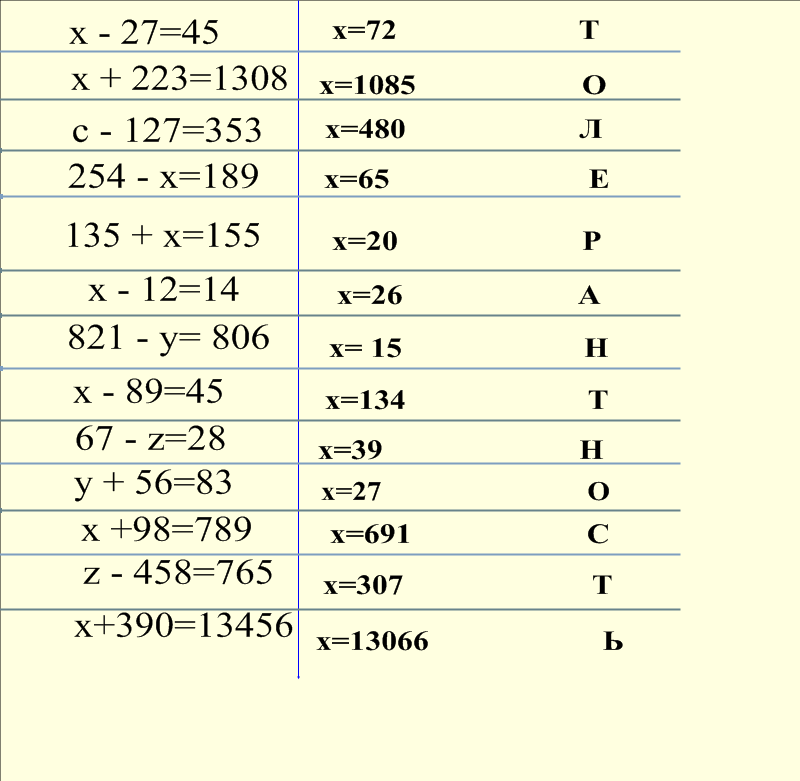 x - 27=45 x=72 Т
x + 223=1308 x=1085 О
c - 127=353 x=480 Л
254 - x=189 x=65 Е
135 + x=155 x=20 Р
x - 12=14 x=26 А
821 - y= 806 x= 15 Н
x - 89=45 x=134 Т
67 - z=28 x=39 Н
y + 56=83 x=27 О
x +98=789 x=691 С
z - 458=765 x=307 Т
x+390=13456 x=13066 Ь